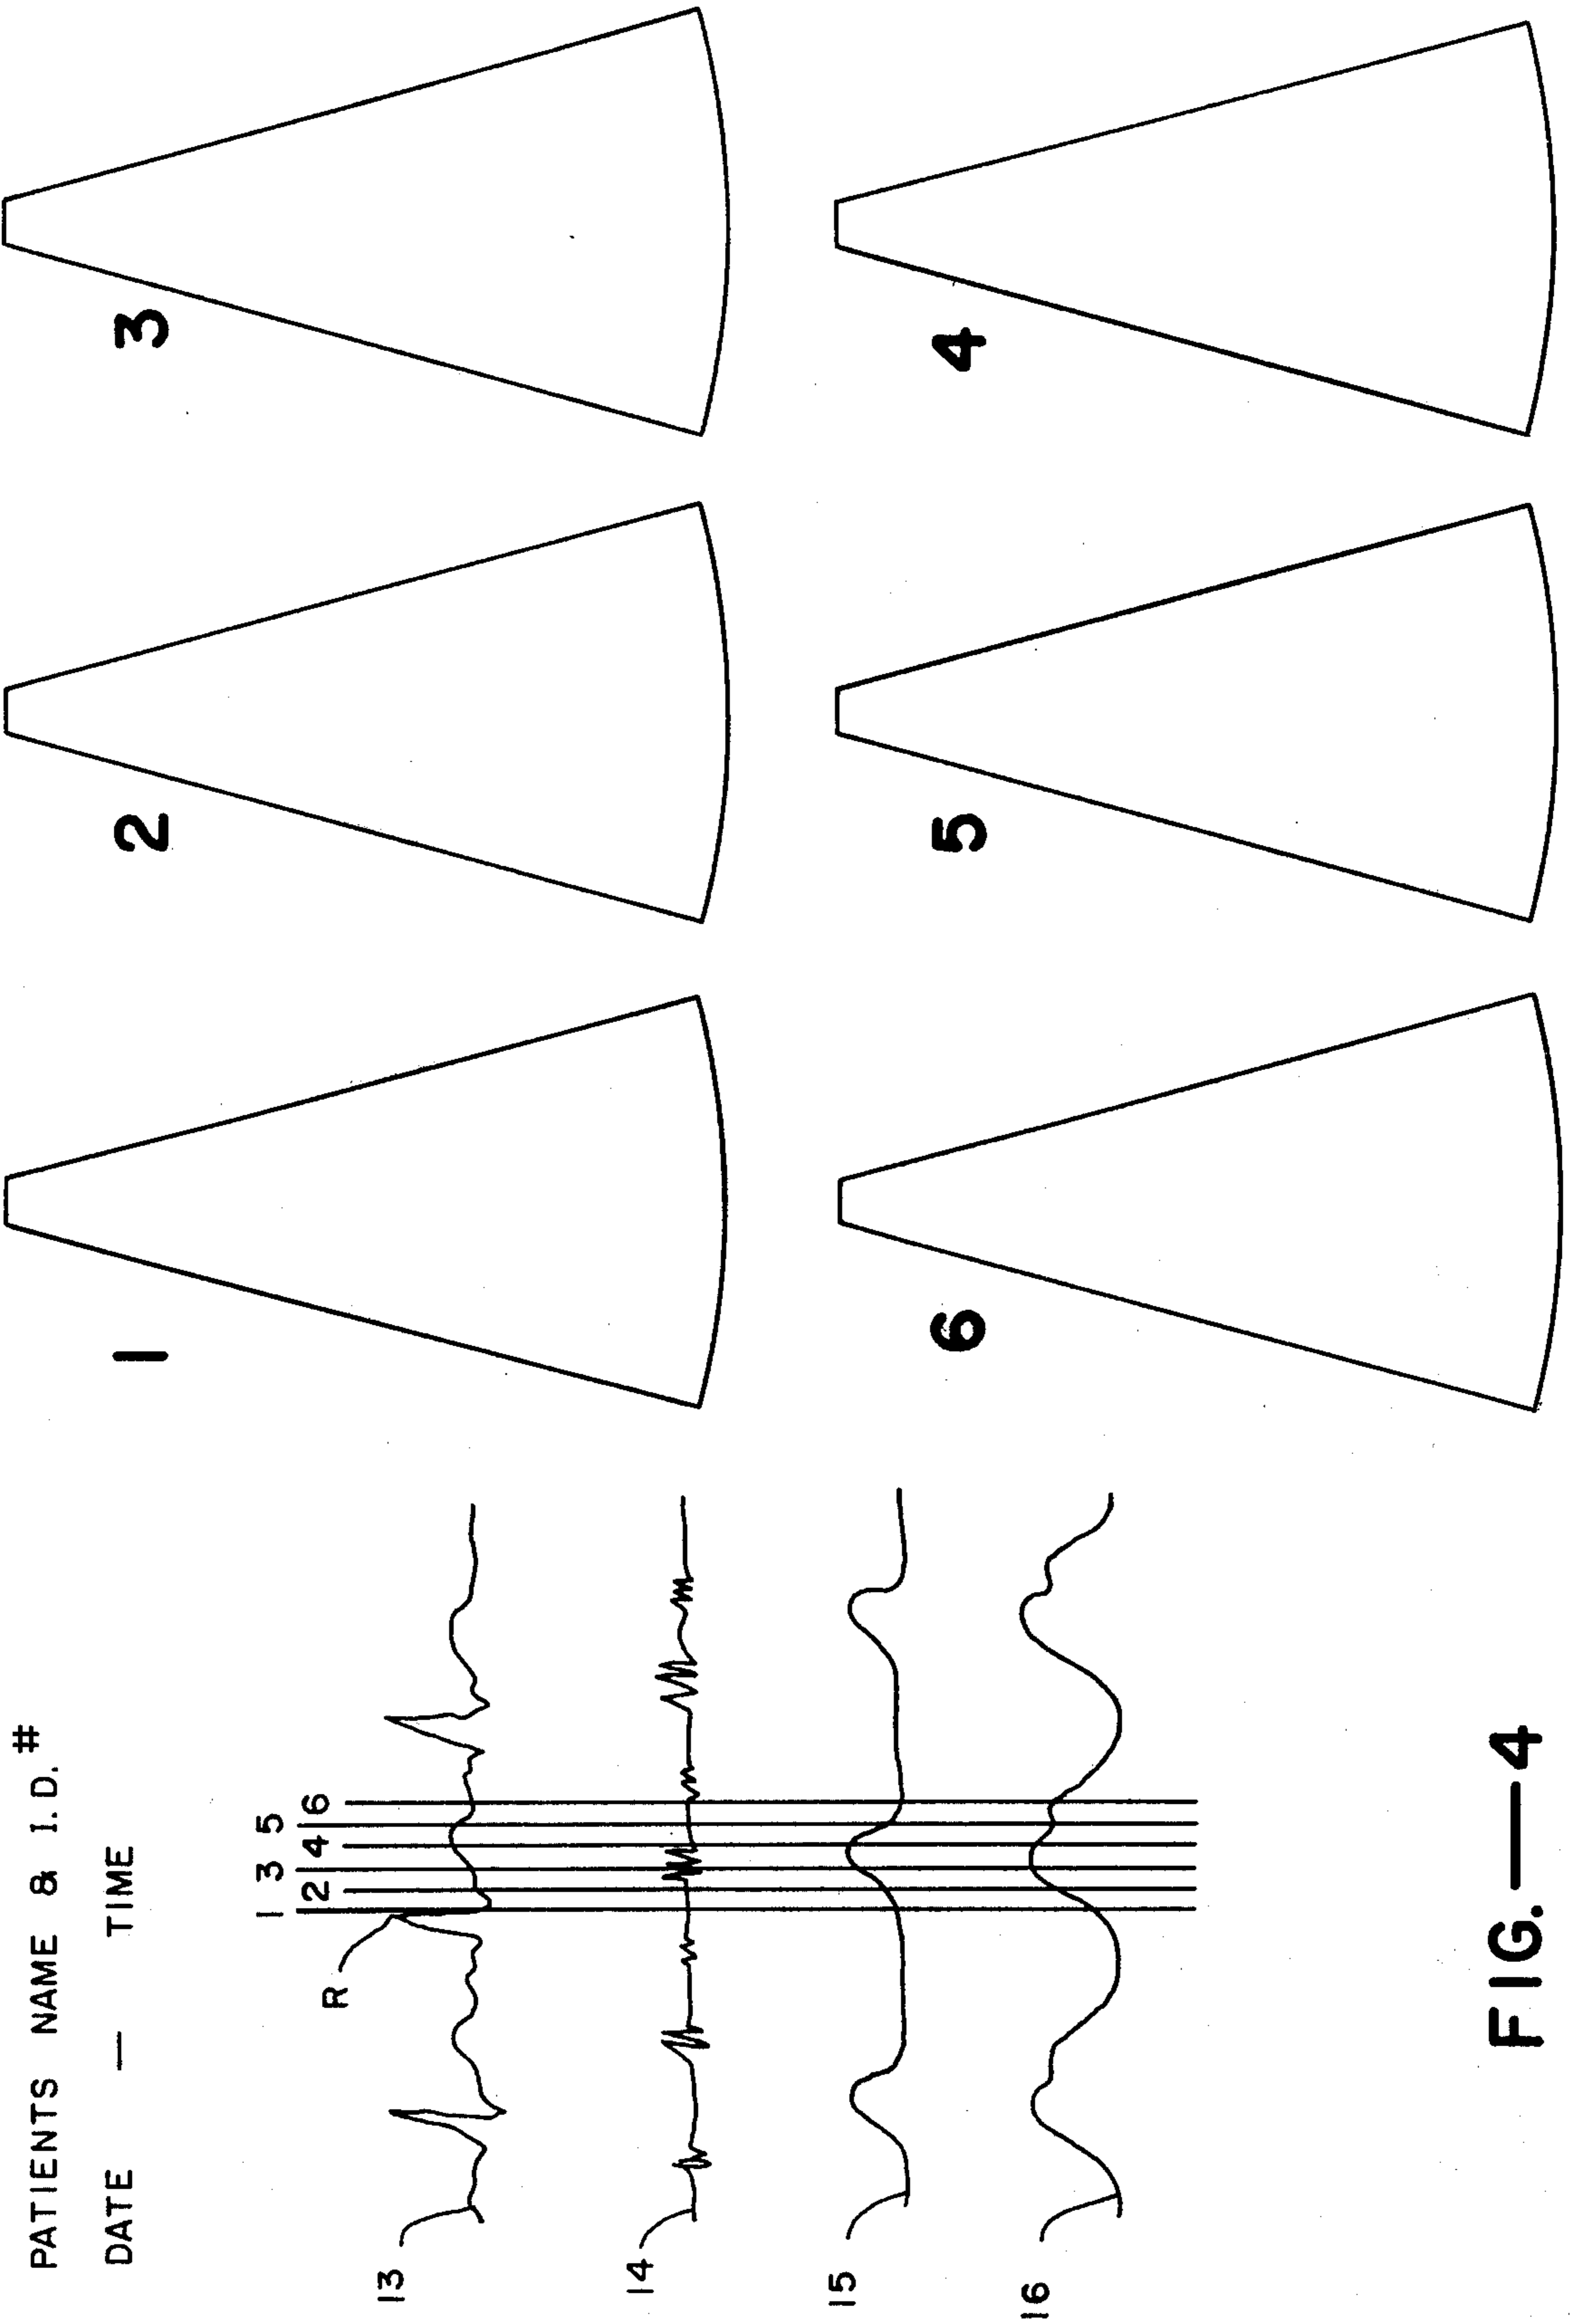 PATIENTS NAME & I.D. #
DATE — TIME
1 3 5
2 4 6
R
13
14
15
16
1 2 3
6 5 4
FIG.—4